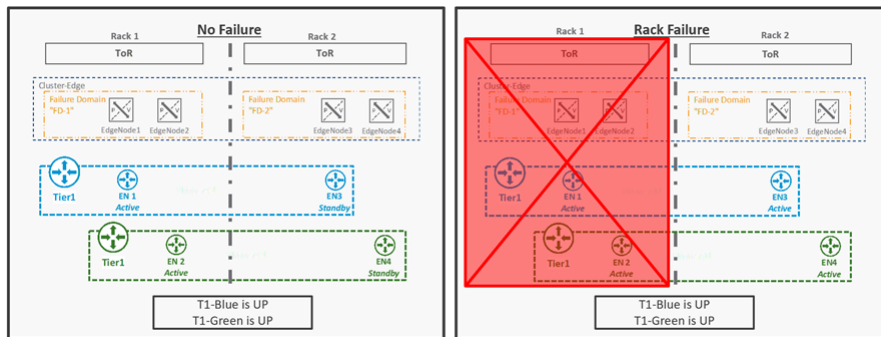 No Failure
Rack 1
Rack 2
ToR
ToR
Cluster-Edge
Failure Domain
"FD-1"
EdgeNode1
EdgeNode2
Failure Domain
"FD-2"
EdgeNode3
EdgeNode4
Tier1
EN 1
Active
EN3
Standby
Tier1
EN 2
Active
EN4
Standby
T1-Blue is UP
T1-Green is UP
Rack Failure
Rack 1
Rack 2
ToR
ToR
Cluster-Edge
Failure Domain
"FD-1"
EdgeNode1
EdgeNode2
Failure Domain
"FD-2"
EdgeNode3
EdgeNode4
Tier1
EN 1
Active
EN3
Active
Tier1
EN 2
Active
EN4
Active
T1-Blue is UP
T1-Green is UP